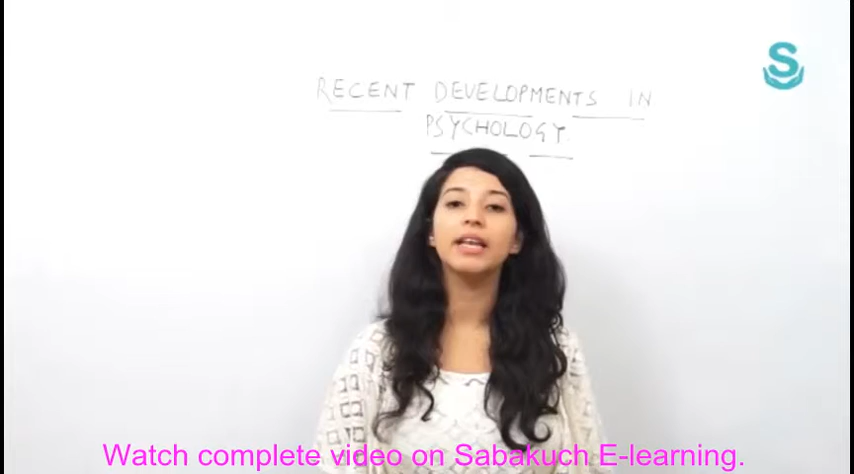 S
RECENT DEVELOPMENTS IN
PSYCHOLOGY.
Watch complete video on Sabakuch E-learning.